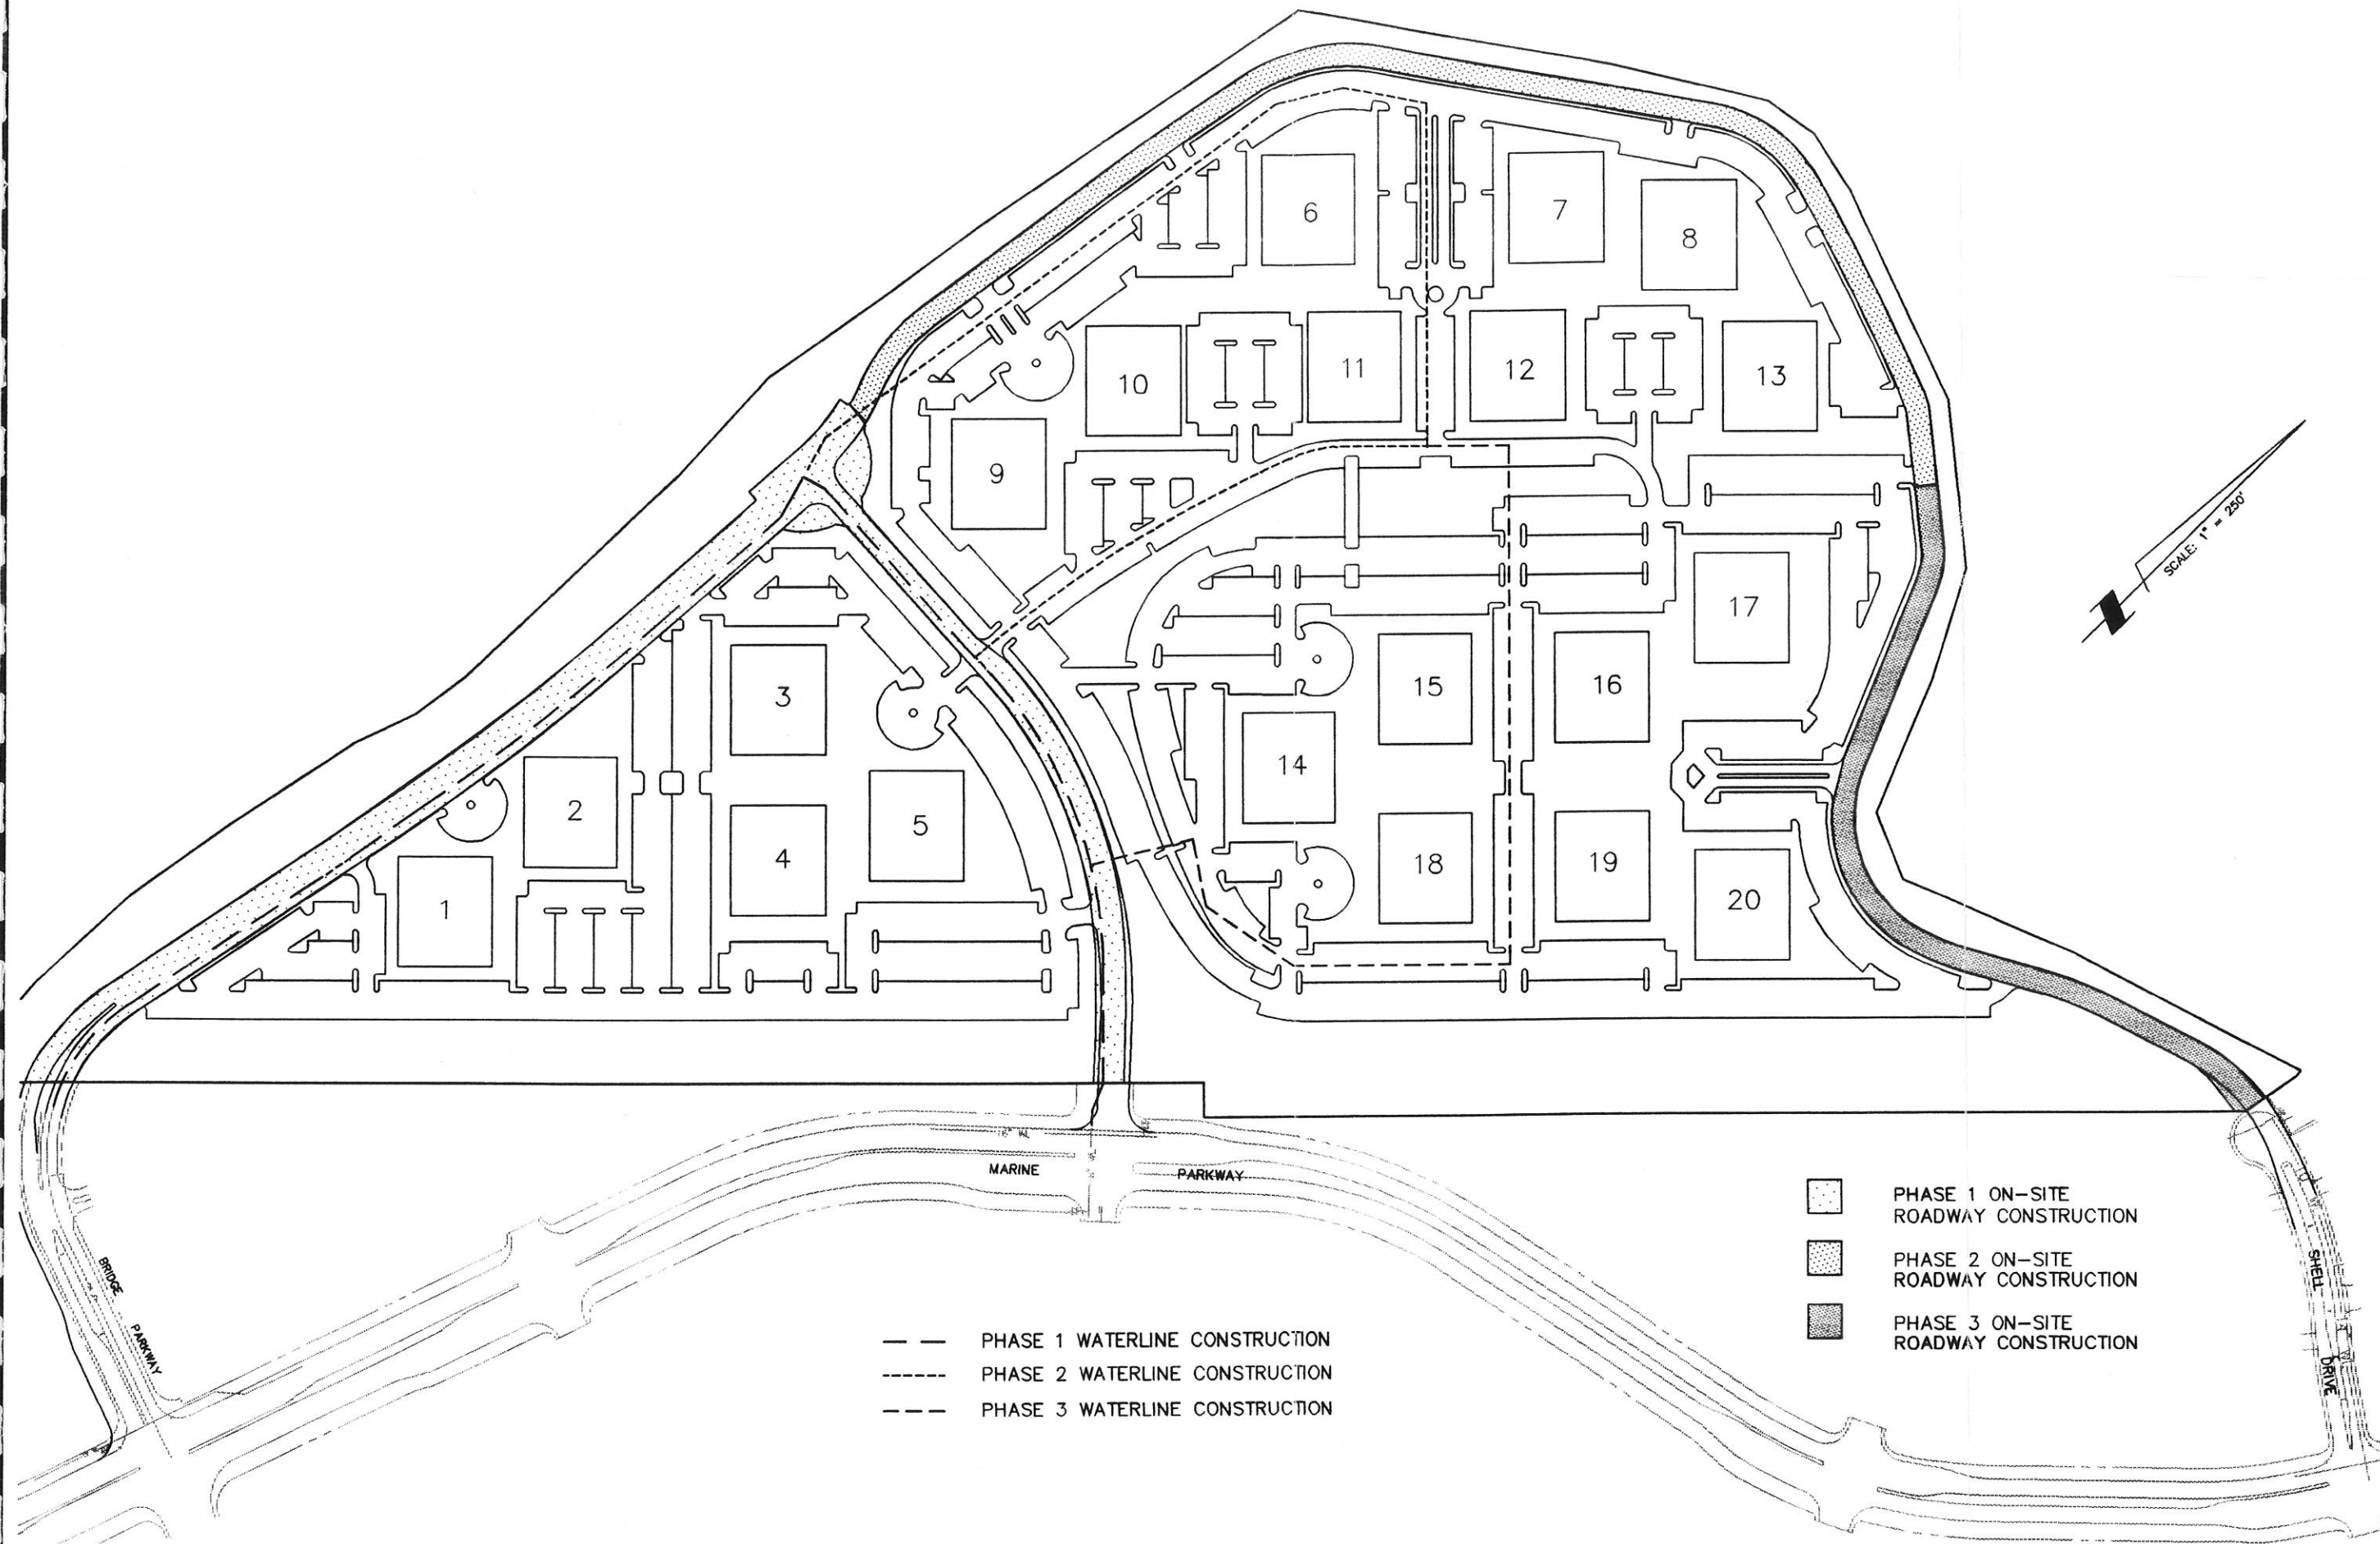 6
7
8
10
11
12
13
9
SCALE: 1" = 250'
17
3
15
16
14
2
5
4
18
19
1
20
MARINE PARKWAY
BRIDGE PARKWAY
SHELL DRIVE
PHASE 1 ON-SITE
ROADWAY CONSTRUCTION
PHASE 2 ON-SITE
ROADWAY CONSTRUCTION
PHASE 3 ON-SITE
ROADWAY CONSTRUCTION
PHASE 1 WATERLINE CONSTRUCTION
PHASE 2 WATERLINE CONSTRUCTION
PHASE 3 WATERLINE CONSTRUCTION